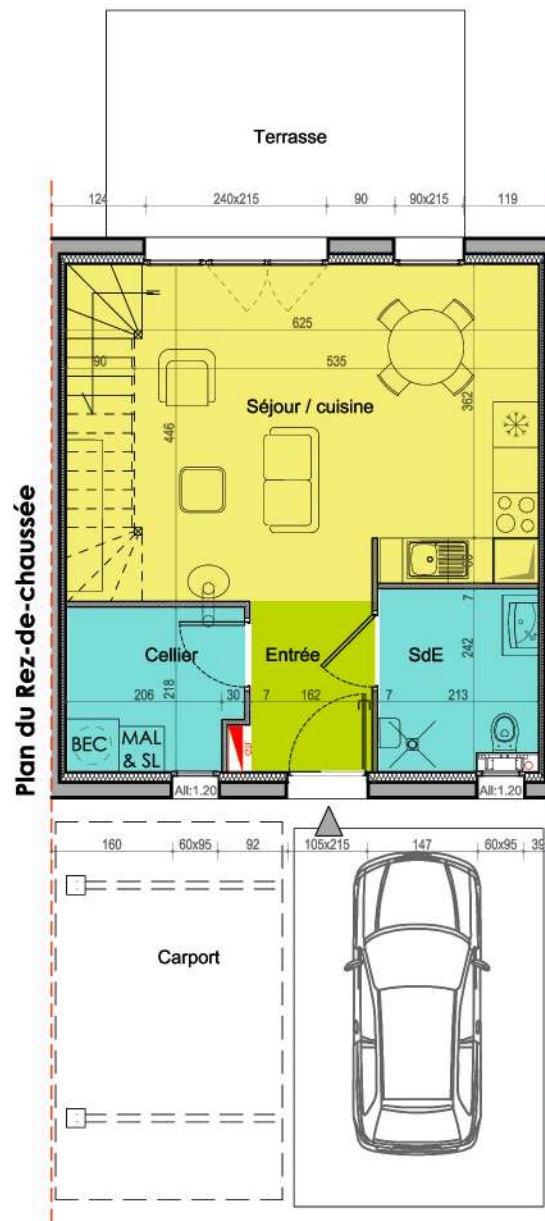 Terrasse
124 240x215 90 90x215 119
625
90 535
Séjour / cuisine
446 362
Plan du Rez-de-chaussée
7
Cellier Entrée SdE
242
206 218 30 7 162 7 213
BEC MAL
& SL
All:1.20 All:1.20
160 60x95 92 105x215 147 60x95 39
Carport